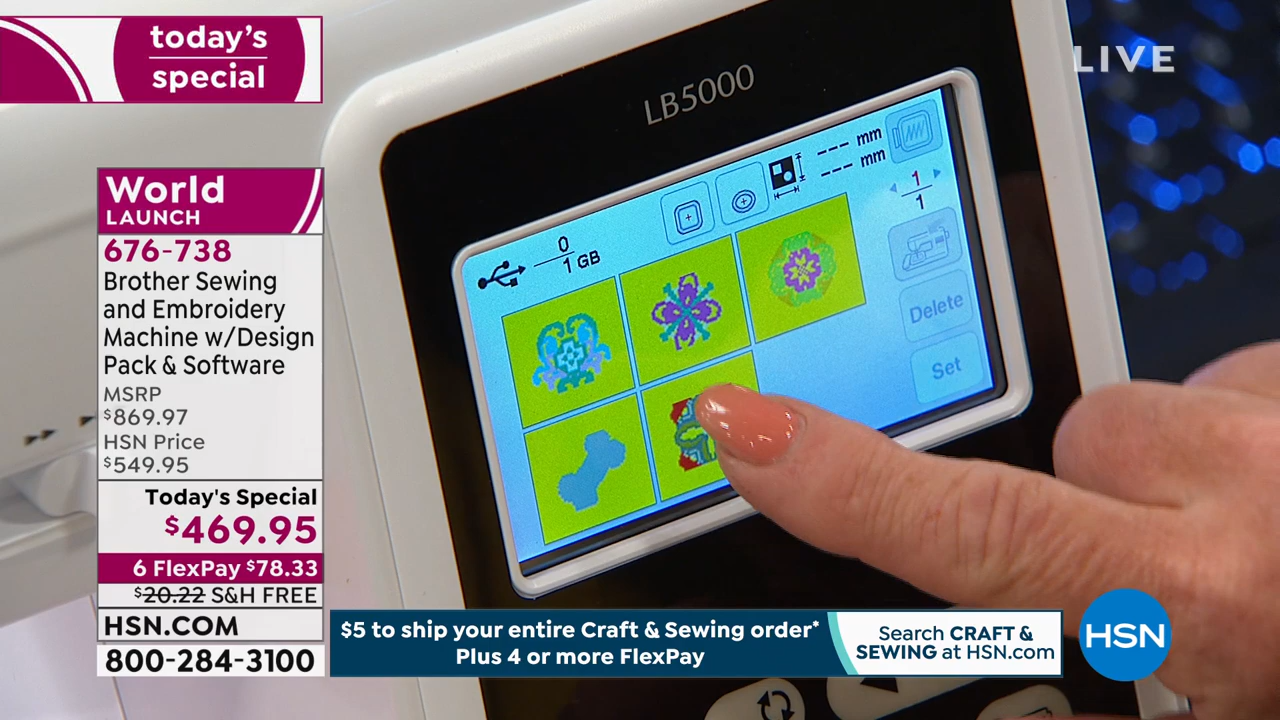 today's
special
LIVE
LB5000
World
LAUNCH
676-738
Brother Sewing
and Embroidery
Machine w/Design
Pack & Software
MSRP
$869.97
HSN Price
$549.95
Today's Special
$469.95
6 FlexPay $78.33
$20.22 S&H FREE
HSN.COM
800-284-3100
0
1 GB
--- mm
--- mm
1
1
Delete
Set
$5 to ship your entire Craft & Sewing order*
Plus 4 or more FlexPay
Search CRAFT &
SEWING at HSN.com
HSN